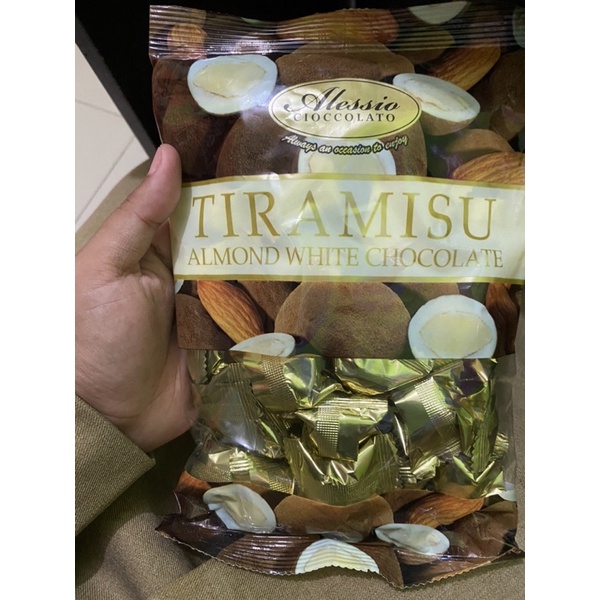 Alessio
CIOCCOLATO
Always an occasion to enjoy
TIRAMISU
ALMOND WHITE CHOCOLATE